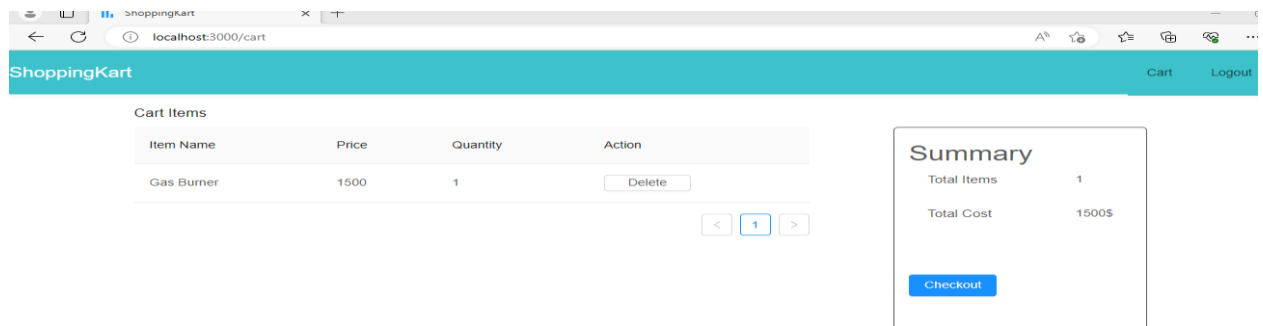 ShoppingKart
localhost:3000/cart
ShoppingKart
Cart Logout
Cart Items
Item Name Price Quantity Action
Gas Burner 1500 1 Delete
< 1 >
Summary
Total Items 1
Total Cost 1500$
Checkout